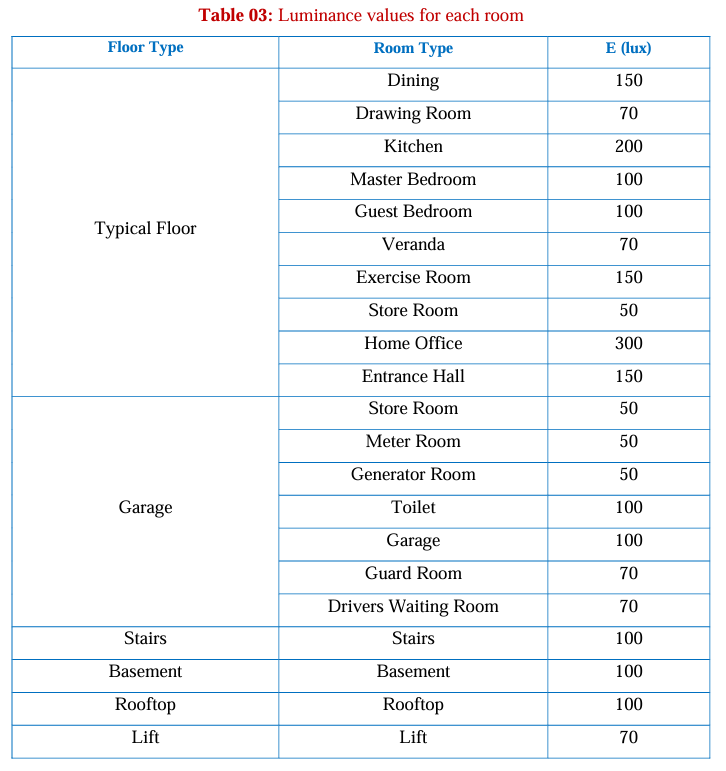 Table 03: Luminance values for each room
Floor Type Room Type E (lux)
Typical Floor
Dining 150
Drawing Room 70
Kitchen 200
Master Bedroom 100
Guest Bedroom 100
Veranda 70
Exercise Room 150
Store Room 50
Home Office 300
Entrance Hall 150
Garage
Store Room 50
Meter Room 50
Generator Room 50
Toilet 100
Garage 100
Guard Room 70
Drivers Waiting Room 70
Stairs Stairs 100
Basement Basement 100
Rooftop Rooftop 100
Lift Lift 70